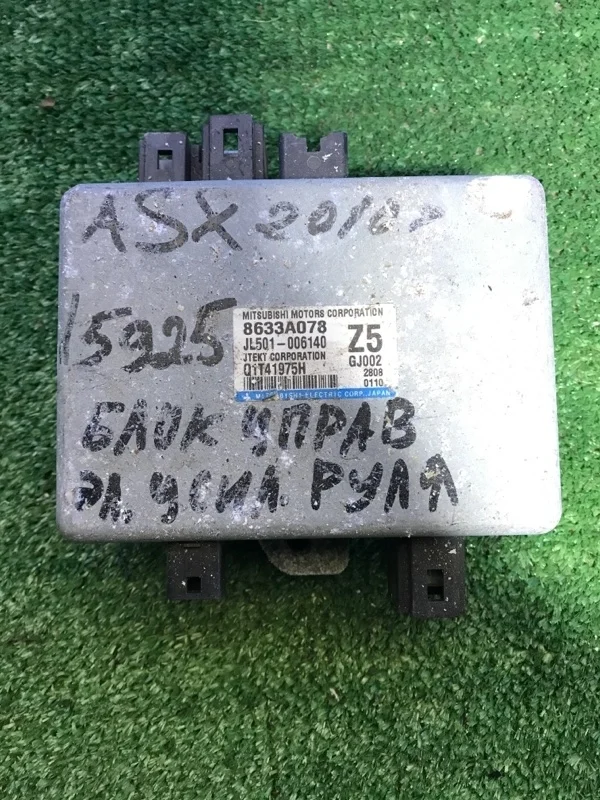 ASX 2010г
15925
MITSUBISHI MOTORS CORPORATION
8633A078 Z5
JL501-006140
JTEKY CORPORATION GJ002
Q1T41975H 2808
0110
MITSUBISHI ELECTRIC CORP. JAPAN
БЛОК УПРАВ
ЭЛ. УСИЛ. РУЛЯ